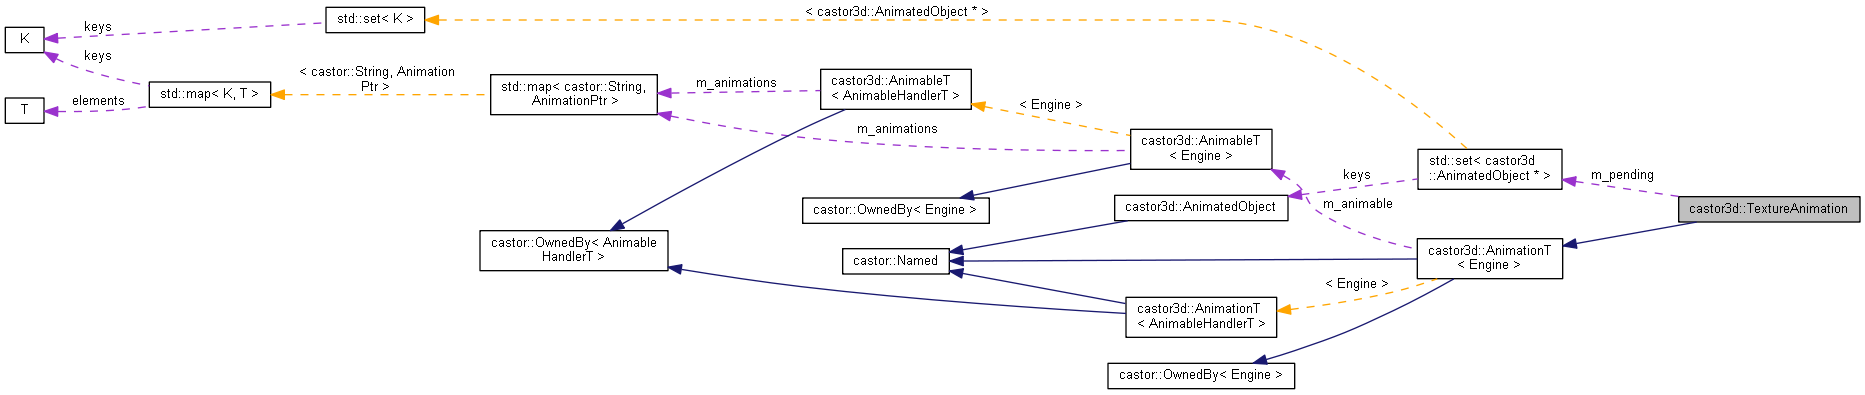 K
T
keys
keys
elements
std::map< K, T >
std::set< K >
< castor::String, Animation
Ptr >
std::map< castor::String,
AnimationPtr >
castor::OwnedBy< Animable
HandlerT >
m_animations
m_animations
< castor3d::AnimatedObject * >
castor3d::AnimableT
< AnimableHandlerT >
castor::OwnedBy< Engine >
castor::Named
< Engine >
castor3d::AnimableT
< Engine >
castor3d::AnimatedObject
castor3d::AnimationT
< AnimableHandlerT >
castor::OwnedBy< Engine >
keys
m_animable
< Engine >
std::set< castor3d
::AnimatedObject * >
castor3d::AnimationT
< Engine >
m_pending
castor3d::TextureAnimation